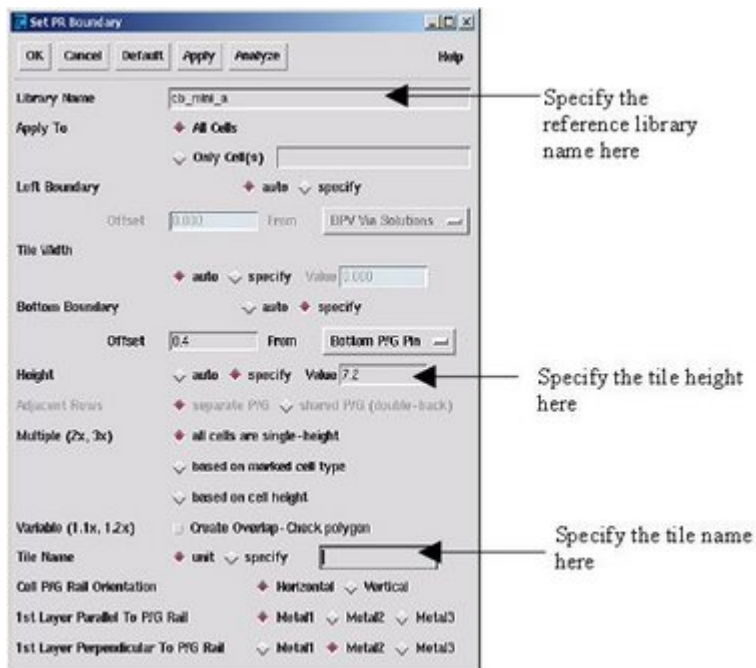 Set PR Boundary
OK Cancel Default Apply Analyze Help
Library Name cb_mini_a
Specify the
reference library
name here
Apply To All Cells
Only Cell(s)
Left Boundary auto specify
Offset 0.000 From BPV Via Solutions
Tile Width
auto specify Value 0.000
Bottom Boundary auto specify
Offset 0.4 From Bottom P/G Pin
Height auto specify Value 7.2
Specify the tile height
here
Adjacent Rows separate P/G shared P/G (double-back)
Multiple (2x, 3x) all cells are single-height
based on marked cell type
based on cell height
Variable (1.1x, 1.2x) Create Overlap-Check polygon
Tile Name unit specify
Specify the tile name
here
Cell P/G Rail Orientation Horizontal Vertical
1st Layer Parallel To P/G Rail Metal1 Metal2 Metal3
1st Layer Perpendicular To P/G Rail Metal1 Metal2 Metal3